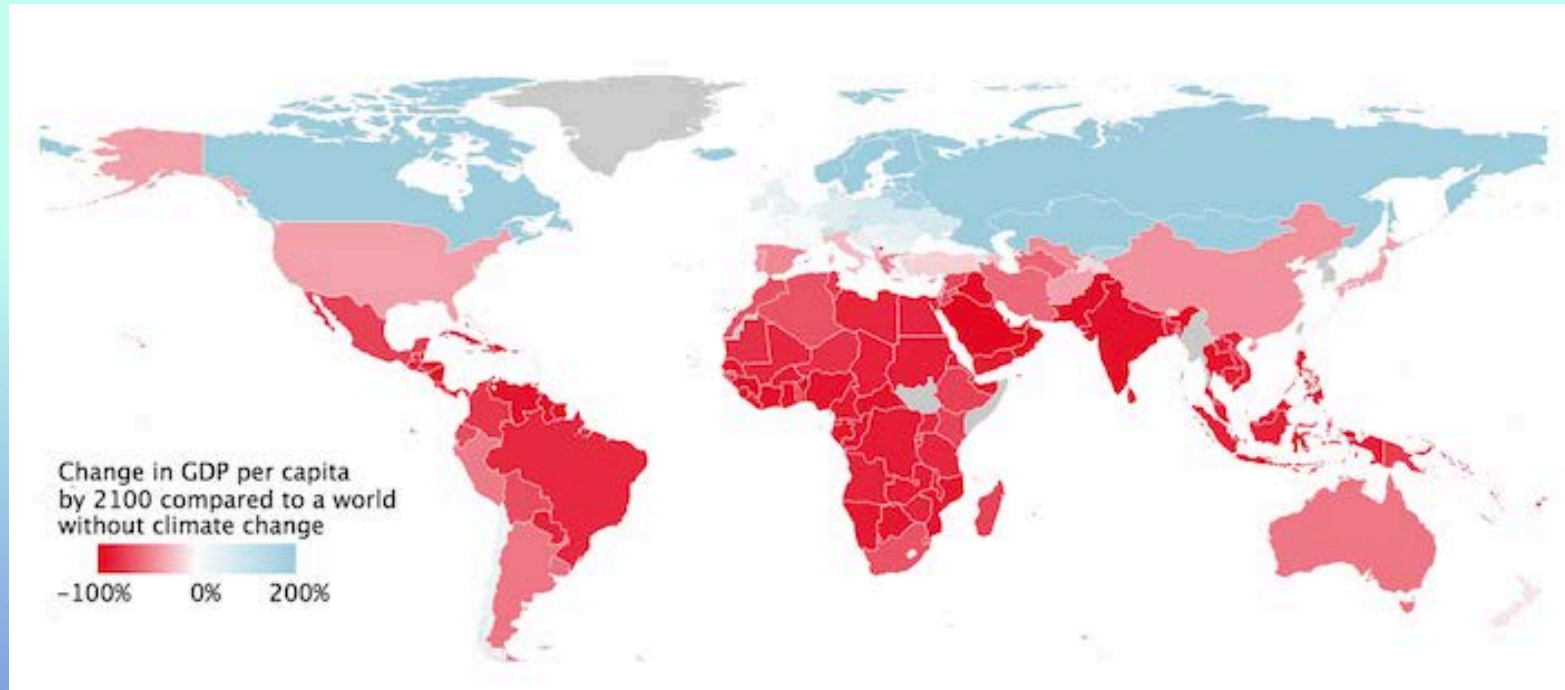 Change in GDP per capita
by 2100 compared to a world
without climate change
−100% 0% 200%